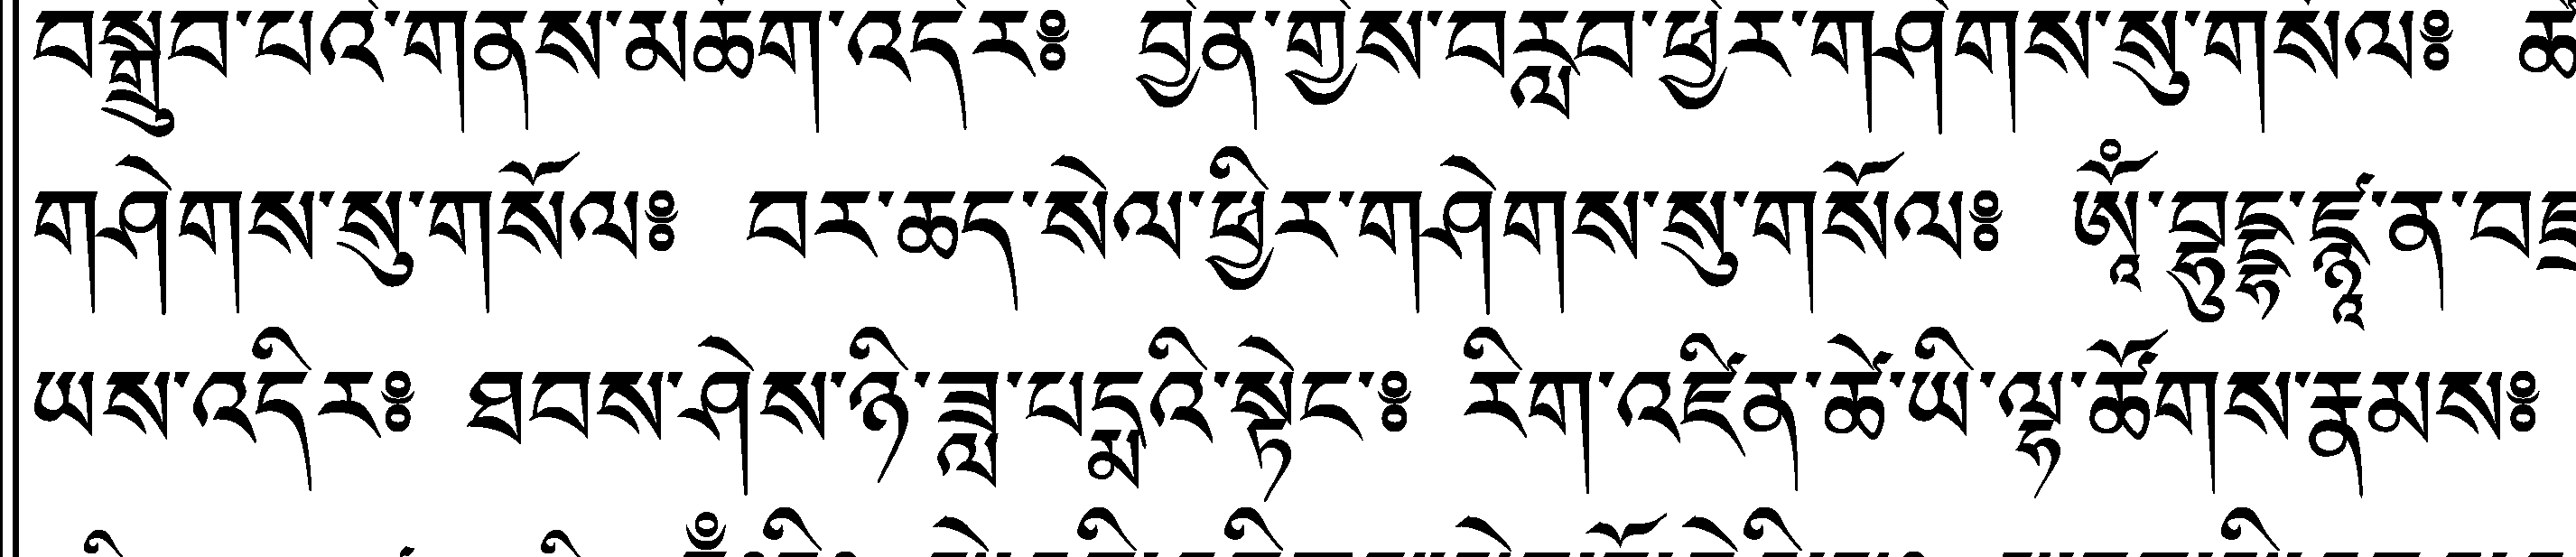 བསྒྲུབ་པའི་གནས་མཆོག་འདིར༔ བྱིན་གྱིས་བརླབ་ཕྱིར་གཤེགས་སུ་གསོལ༔
གཤེགས་སུ་གསོལ༔ བར་ཆད་སེལ་ཕྱིར་གཤེགས་སུ་གསོལ༔ ཨོཾ་བུདྡྷ་ཛྙཱ་ན་
ཡས་འདིར༔ ཐབས་ཤེས་ཉི་ཟླ་པདྨའི་སྟེང་༔ རིག་འཛིན་ཚེ་ཡི་ལྷ་ཚོགས་རྣམས༔